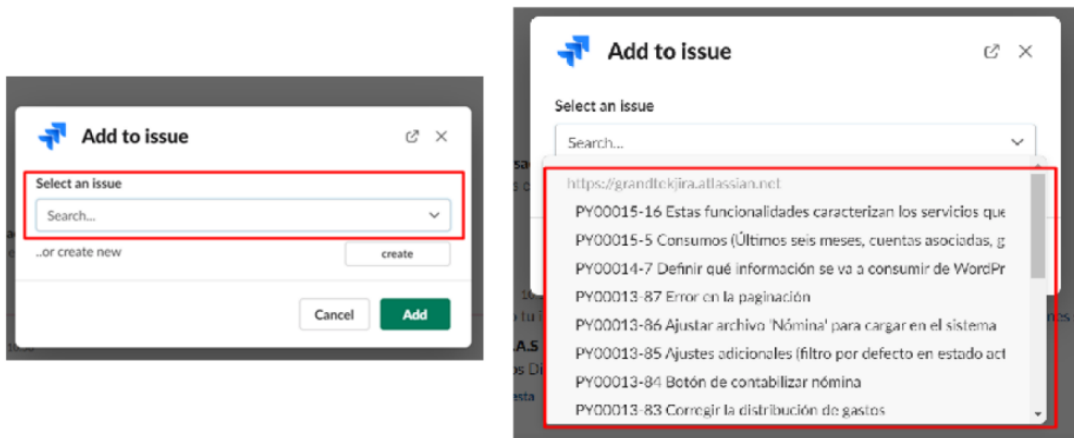 Add to issue
Select an issue
Search...
..or create new
create
Cancel
Add
10:50
Add to issue
Select an issue
Search...
https://grandtekjira.atlassian.net
PY00015-16 Estas funcionalidades caracterizan los servicios que
PY00015-5 Consumos (Últimos seis meses, cuentas asociadas, g
PY00014-7 Definir qué información se va a consumir de WordPr
PY00013-87 Error en la paginación
PY00013-86 Ajustar archivo 'Nómina' para cargar en el sistema
PY00013-85 Ajustes adicionales (filtro por defecto en estado act
PY00013-84 Botón de contabilizar nómina
PY00013-83 Corregir la distribución de gastos